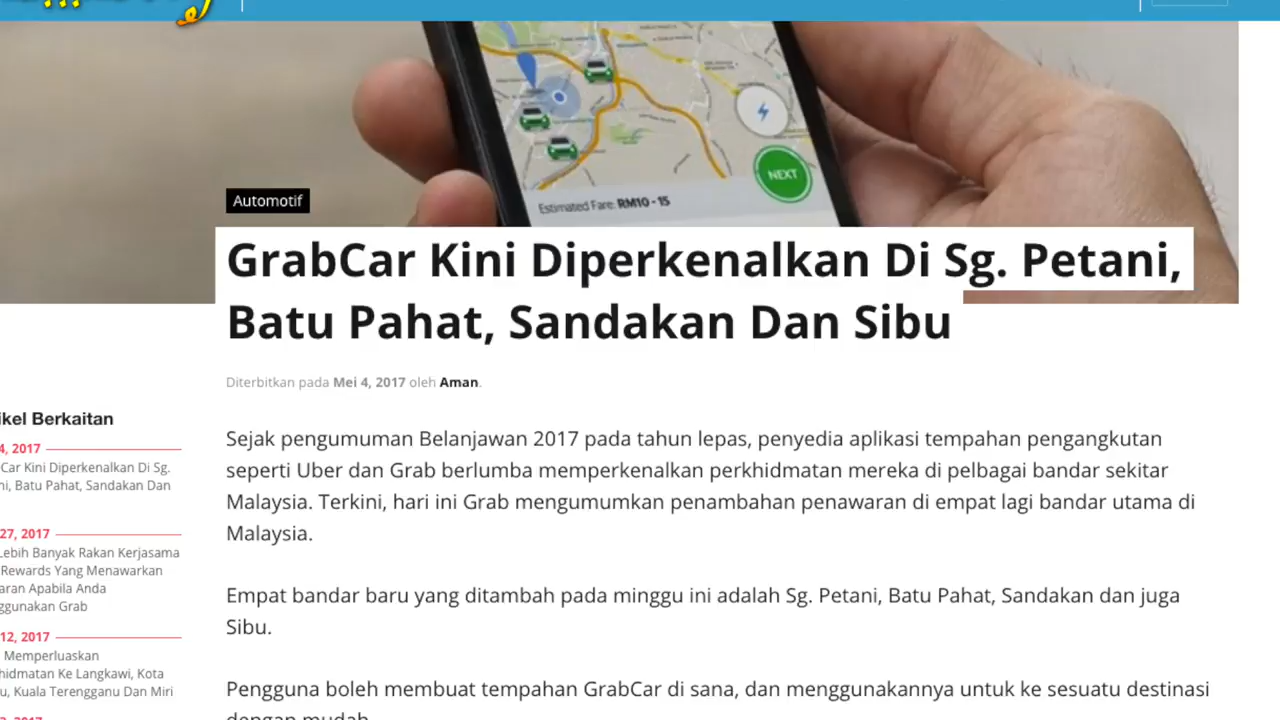 NEXT
Estimated Fare: RM10 - 15
Automotif
GrabCar Kini Diperkenalkan Di Sg. Petani,
Batu Pahat, Sandakan Dan Sibu
Diterbitkan pada Mei 4, 2017 oleh Aman.
Sejak pengumuman Belanjawan 2017 pada tahun lepas, penyedia aplikasi tempahan pengangkutan
seperti Uber dan Grab berlumba memperkenalkan perkhidmatan mereka di pelbagai bandar sekitar
Malaysia. Terkini, hari ini Grab mengumumkan penambahan penawaran di empat lagi bandar utama di
Malaysia.
Empat bandar baru yang ditambah pada minggu ini adalah Sg. Petani, Batu Pahat, Sandakan dan juga
Sibu.
Pengguna boleh membuat tempahan GrabCar di sana, dan menggunakannya untuk ke sesuatu destinasi
dengan mudah.
ikel Berkaitan
4, 2017
Car Kini Diperkenalkan Di Sg.
ni, Batu Pahat, Sandakan Dan
27, 2017
Lebih Banyak Rakan Kerjasama
Rewards Yang Menawarkan
aran Apabila Anda
ggunakan Grab
12, 2017
Memperluaskan
hidmatan Ke Langkawi, Kota
u, Kuala Terengganu Dan Miri